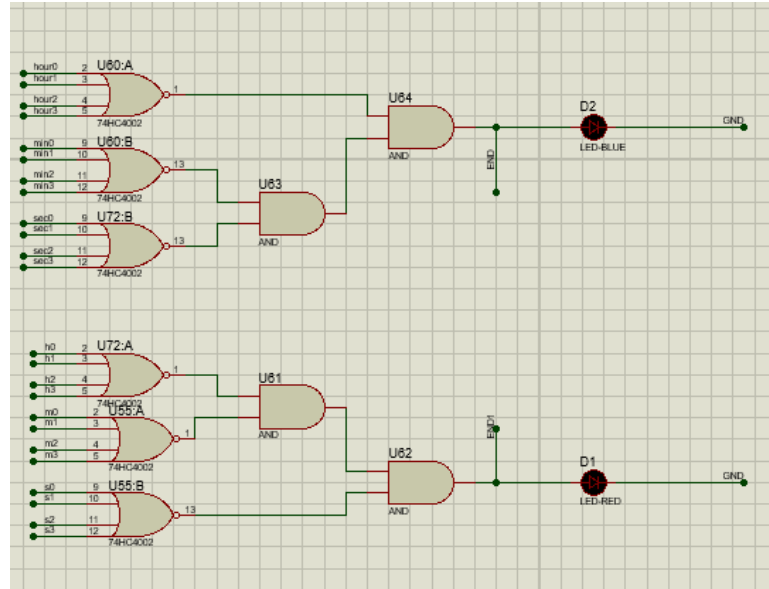 U60:A
hour0 2
hour1 3
1
hour2 4
hour3 5
74HC4002
U64
AND
D2
LED-BLUE
GND
END
U60:B
min0 9
min1 10
13
min2 11
min3 12
74HC4002
U63
AND
U72:B
sec0 9
sec1 10
13
sec2 11
sec3 12
74HC4002
U72:A
h0 2
h1 3
1
h2 4
h3 5
74HC4002
U61
AND
U55:A
m0 2
m1 3
1
m2 4
m3 5
74HC4002
END1
U62
AND
D1
LED-RED
GND
U55:B
s0 9
s1 10
13
s2 11
s3 12
74HC4002